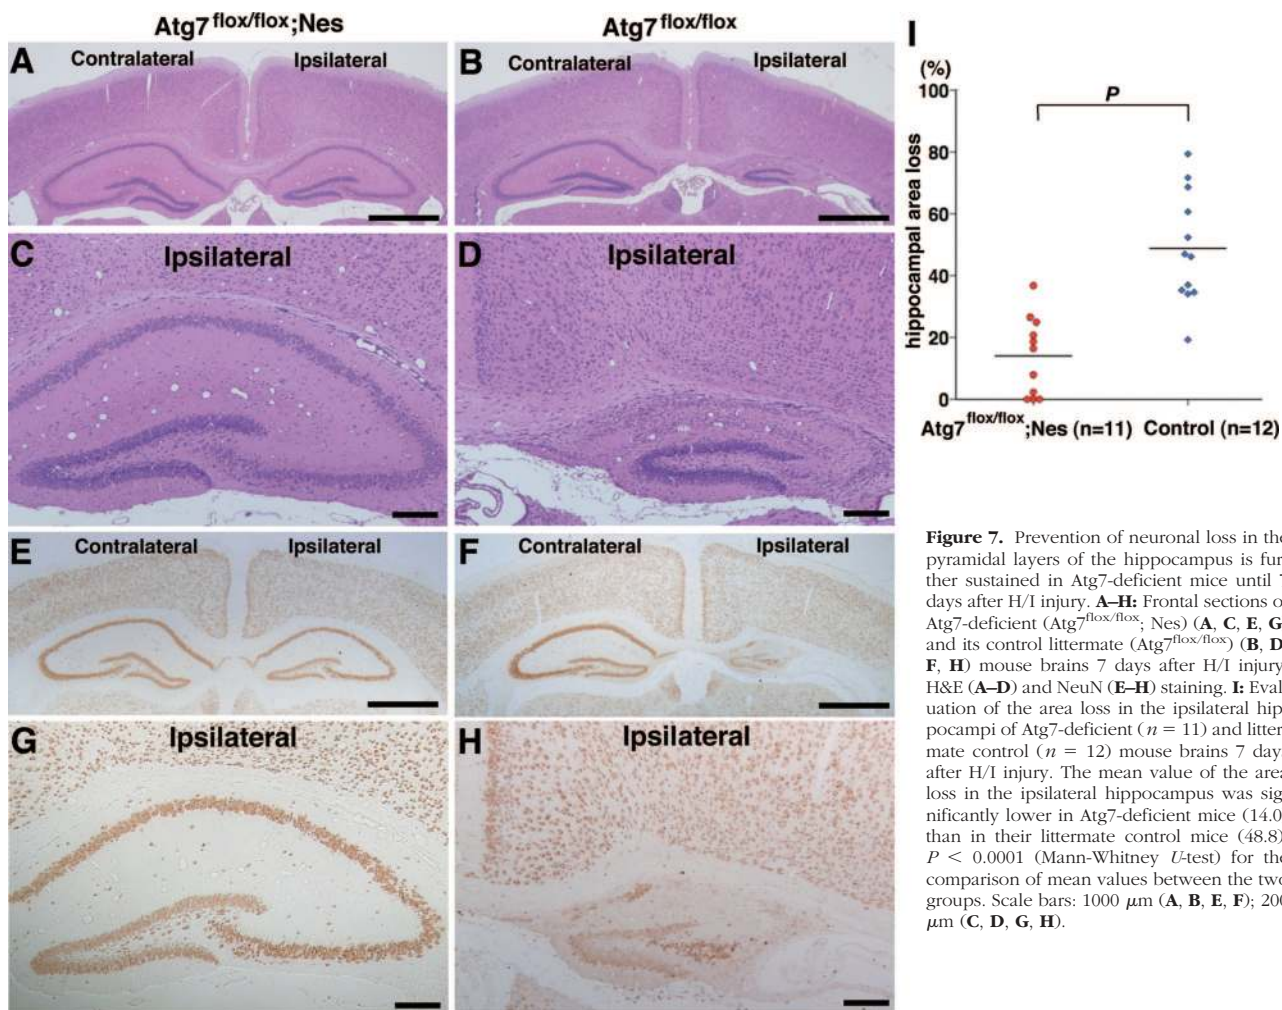 Atg7flox/flox;Nes
Atg7flox/flox
A
Contralateral
Ipsilateral
B
Contralateral
Ipsilateral
C
Ipsilateral
D
Ipsilateral
E
Contralateral
Ipsilateral
F
Contralateral
Ipsilateral
G
Ipsilateral
H
Ipsilateral
I
(%)
100
80
60
40
20
0
hippocampal area loss
P
Atg7flox/flox;Nes (n=11) Control (n=12)
Figure 7. Prevention of neuronal loss in the
pyramidal layers of the hippocampus is fur
ther sustained in Atg7-deficient mice until 7
days after H/I injury. A–H: Frontal sections o
Atg7-deficient (Atg7flox/flox; Nes) (A, C, E, G
and its control littermate (Atg7flox/flox) (B, D
F, H) mouse brains 7 days after H/I injury
H&E (A–D) and NeuN (E–H) staining. I: Eval
uation of the area loss in the ipsilateral hip
pocampi of Atg7-deficient (n = 11) and litter
mate control (n = 12) mouse brains 7 day
after H/I injury. The mean value of the area
loss in the ipsilateral hippocampus was sig
nificantly lower in Atg7-deficient mice (14.0
than in their littermate control mice (48.8)
P < 0.0001 (Mann-Whitney U-test) for the
comparison of mean values between the two
groups. Scale bars: 1000 μm (A, B, E, F); 200
μm (C, D, G, H).